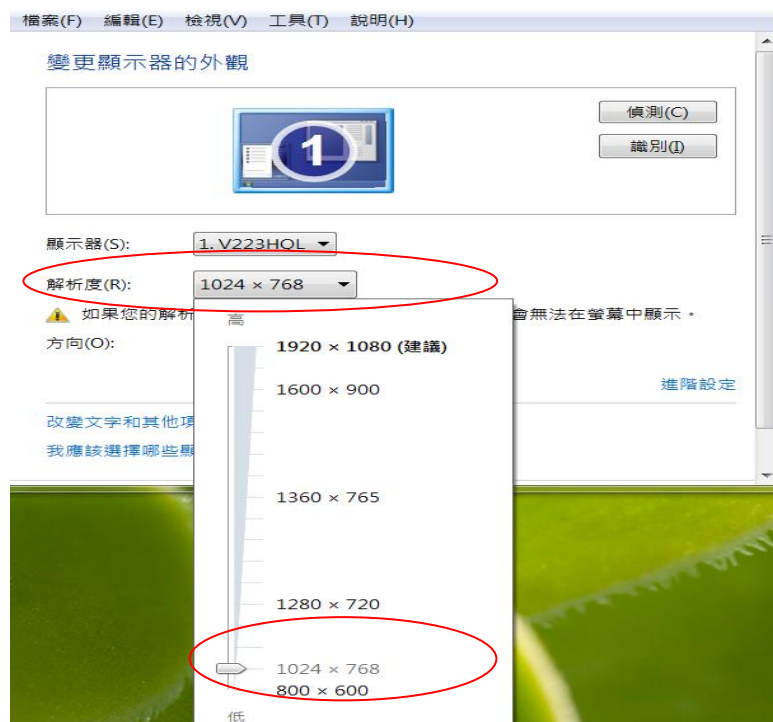 檔案(F) 編輯(E) 檢視(V) 工具(T) 說明(H)
變更顯示器的外觀
1
偵測(C)
識別(I)
顯示器(S): 1. V223HQL
解析度(R): 1024 × 768
如果您的解析 會無法在螢幕中顯示。
高
方向(O):
1920 × 1080 (建議)
1600 × 900
進階設定
改變文字和其他項
我應該選擇哪些顯
1360 × 765
1280 × 720
1024 × 768
800 × 600
低